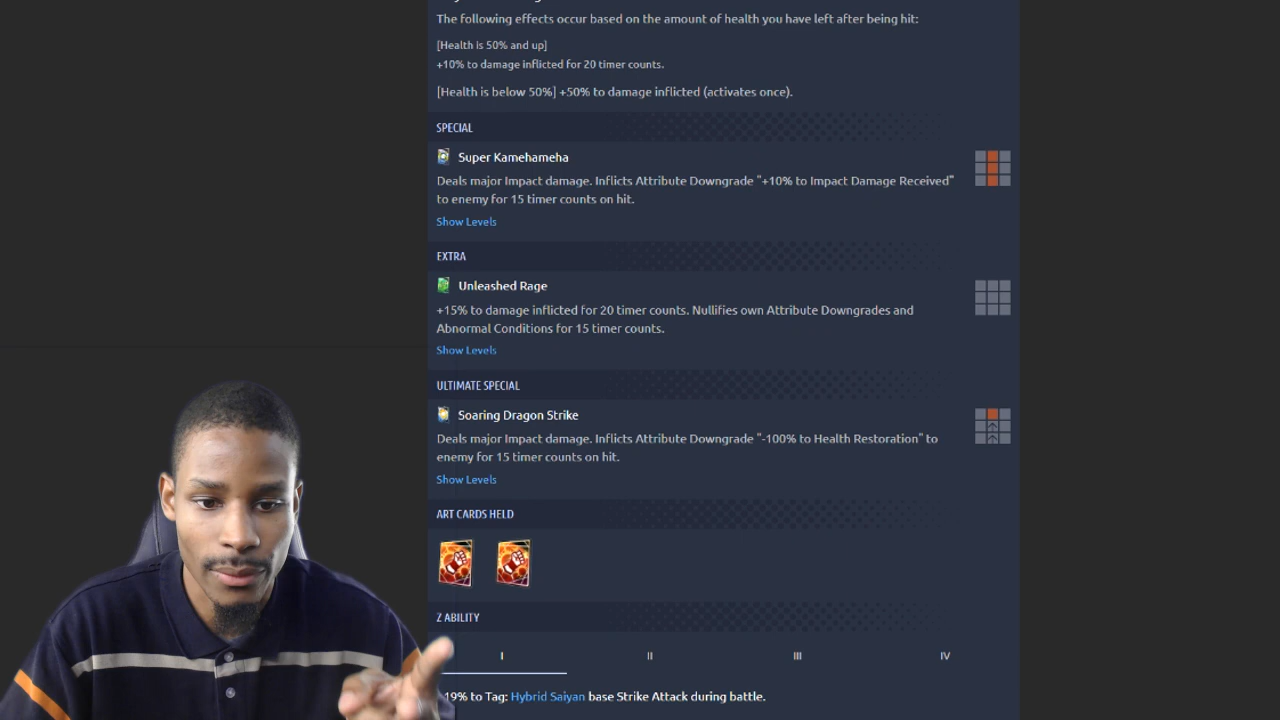 The following effects occur based on the amount of health you have left after being hit:
[Health is 50% and up]
+10% to damage inflicted for 20 timer counts.
[Health is below 50%] +50% to damage inflicted (activates once).
SPECIAL
Super Kamehameha
Deals major Impact damage. Inflicts Attribute Downgrade "+10% to Impact Damage Received"
to enemy for 15 timer counts on hit.
Show Levels
EXTRA
Unleashed Rage
+15% to damage inflicted for 20 timer counts. Nullifies own Attribute Downgrades and
Abnormal Conditions for 15 timer counts.
Show Levels
ULTIMATE SPECIAL
Soaring Dragon Strike
Deals major Impact damage. Inflicts Attribute Downgrade "-100% to Health Restoration" to
enemy for 15 timer counts on hit.
Show Levels
ART CARDS HELD
Z ABILITY
I II III IV
19% to Tag: Hybrid Saiyan base Strike Attack during battle.